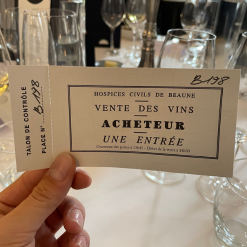 TALON DE CONTRÔLE
PLACE N° B198
B198
HOSPICES CIVILS DE BEAUNE
VENTE DES VINS
ACHETEUR
UNE ENTRÉE